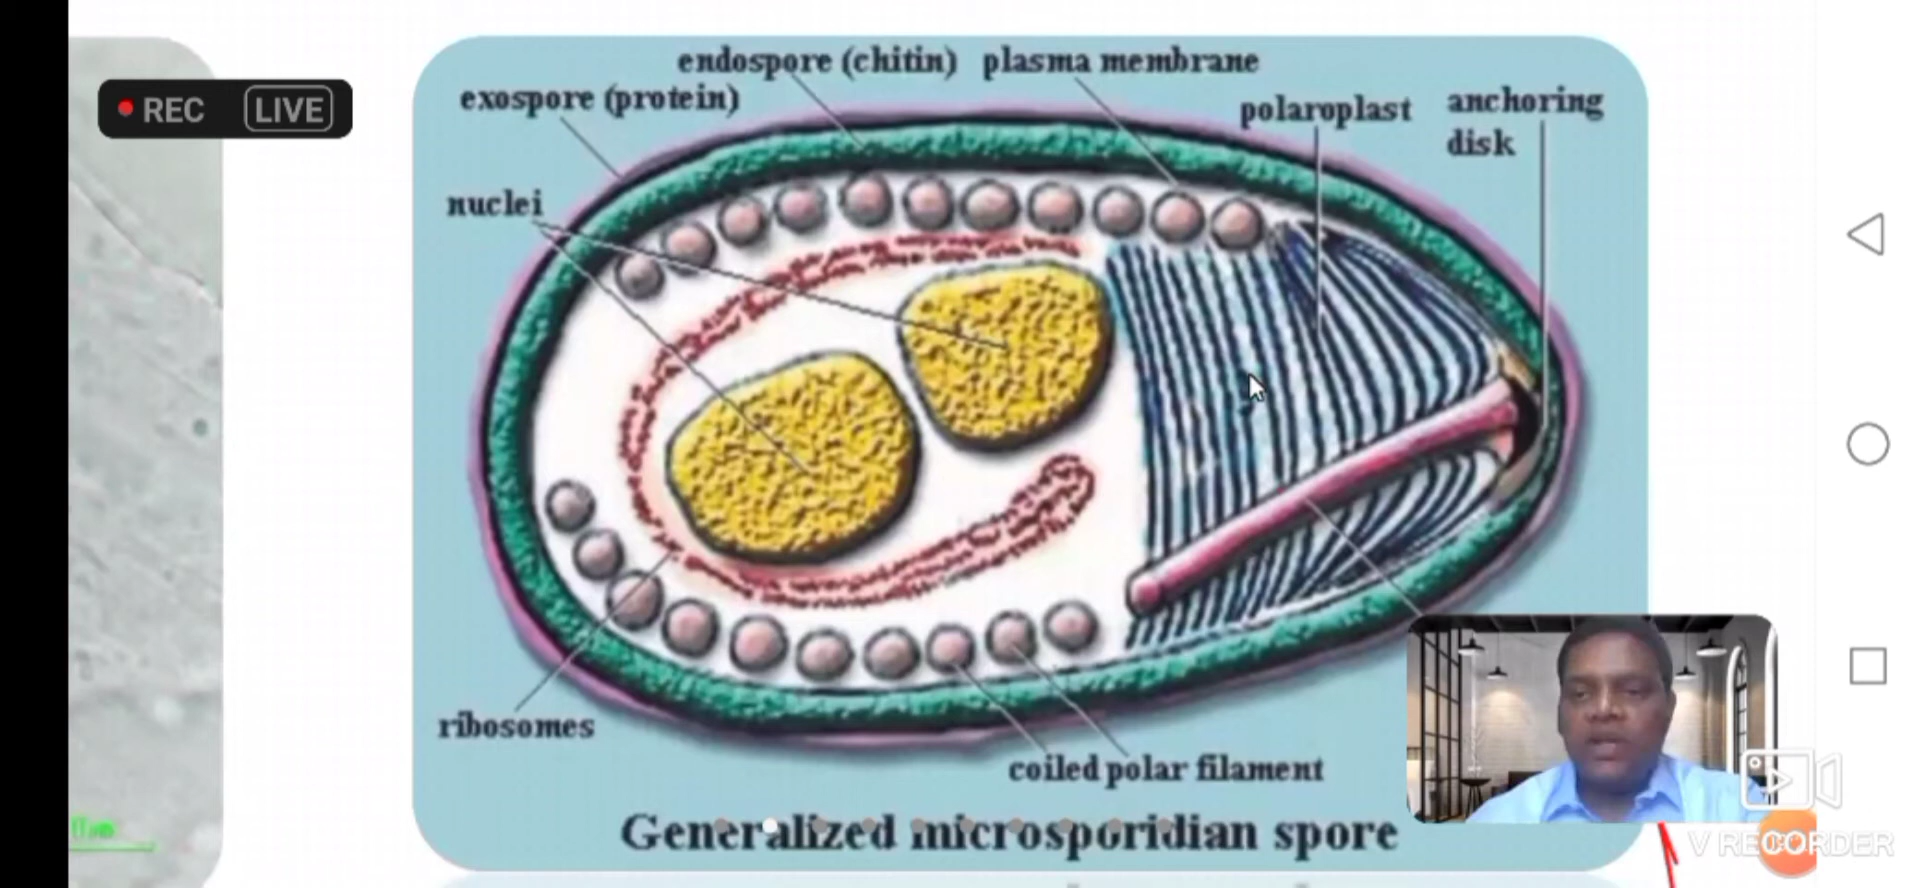 REC LIVE
endospore (chitin) plasma membrane
exospore (protein)
polaroplast
anchoring
disk
nuclei
ribosomes
coiled polar filament
Generalized microsporidian spore
V RECORDER